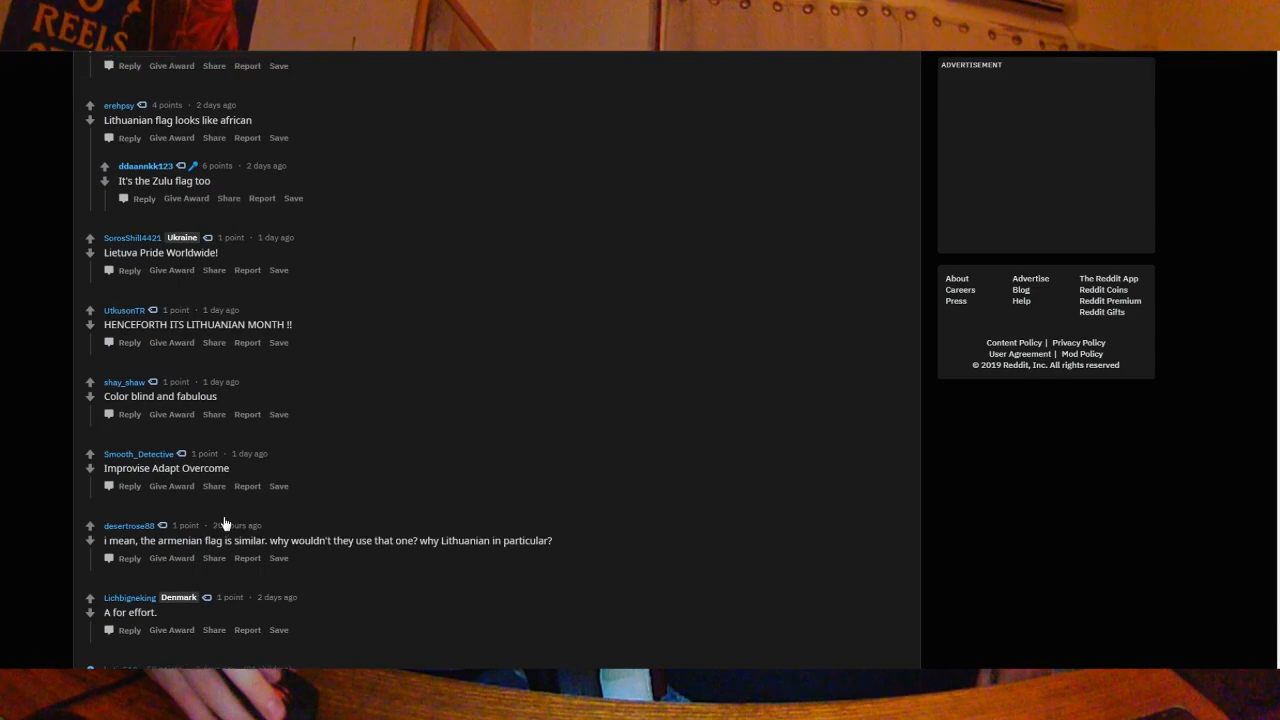 REELS
Reply Give Award Share Report Save
erehpsy 4 points · 2 days ago
Lithuanian flag looks like african
Reply Give Award Share Report Save
ddaannkk123 6 points · 2 days ago
It's the Zulu flag too
Reply Give Award Share Report Save
SorosShill4421 Ukraine 1 point · 1 day ago
Lietuva Pride Worldwide!
Reply Give Award Share Report Save
UtkusonTR 1 point · 1 day ago
HENCEFORTH ITS LITHUANIAN MONTH !!
Reply Give Award Share Report Save
shay_shaw 1 point · 1 day ago
Color blind and fabulous
Reply Give Award Share Report Save
Smooth_Detective 1 point · 1 day ago
Improvise Adapt Overcome
Reply Give Award Share Report Save
desertrose88 1 point · ago
i mean, the armenian flag is similar. why wouldn't they use that one? why Lithuanian in particular?
Reply Give Award Share Report Save
Lichbigneking Denmark 1 point · 2 days ago
A for effort.
Reply Give Award Share Report Save
ADVERTISEMENT
About Advertise The Reddit App
Careers Blog Reddit Coins
Press Help Reddit Premium
Reddit Gifts
Content Policy | Privacy Policy
User Agreement | Mod Policy
© 2019 Reddit, Inc. All rights reserved